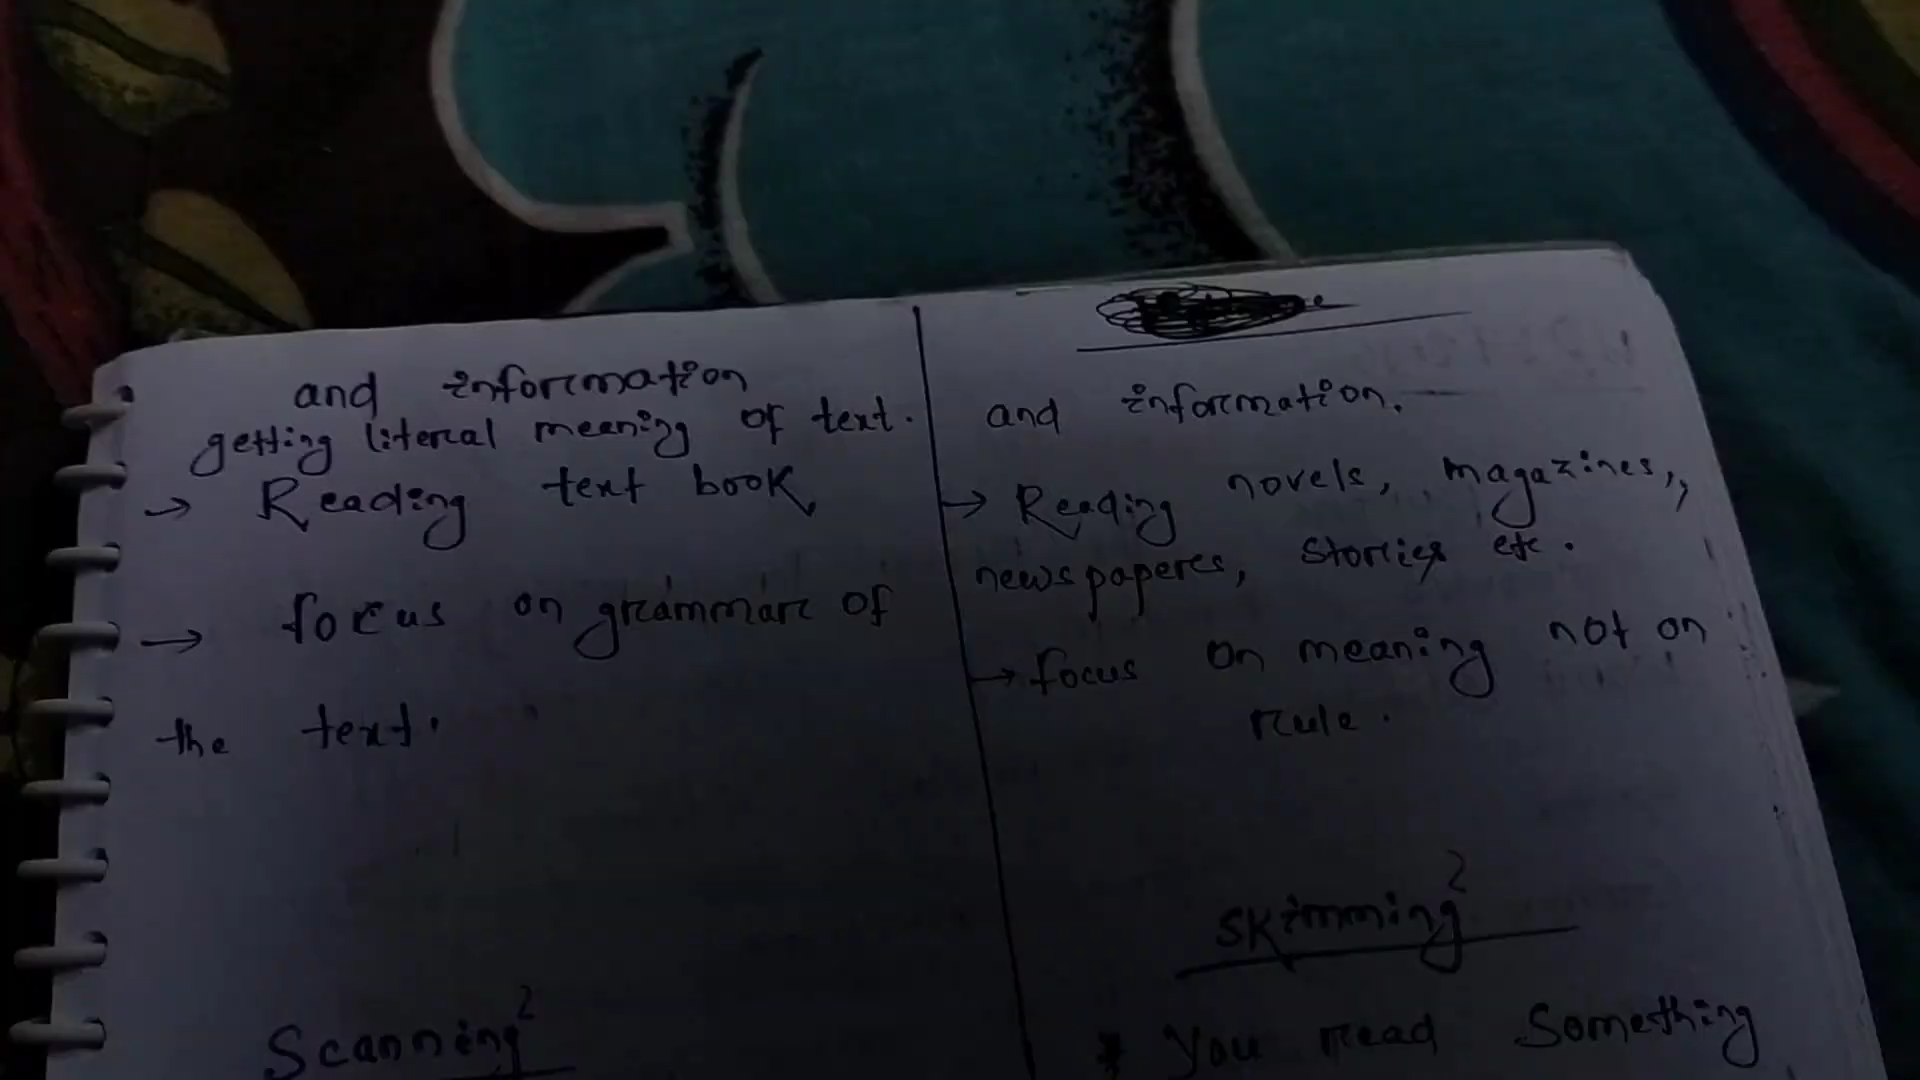 and information
getting literal meaning of text.
→ Reading text book
→ focus on grammar of
the text.
Scanning
and information.
→ Reading novels, magazines,,
newspapers, stories etc.
→ focus on meaning not on
rule.
Skimming
* You read Something